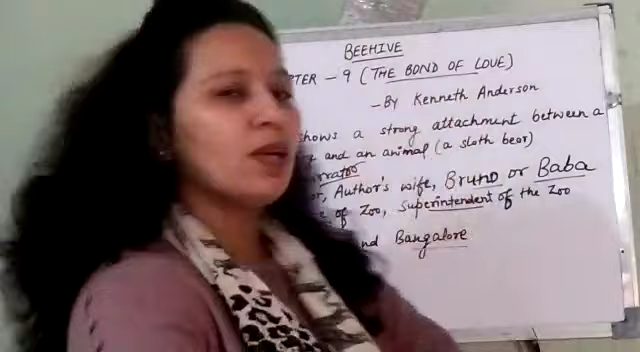 BEEHIVE
PTER - 9 (THE BOND OF LOVE)
- BY Kenneth Anderson
shows a strong attachment between a
and an animal (a sloth bear)
or, Author's wife, Bruno or Baba
of Zoo, Superintendent of the Zoo
nd Bangalore